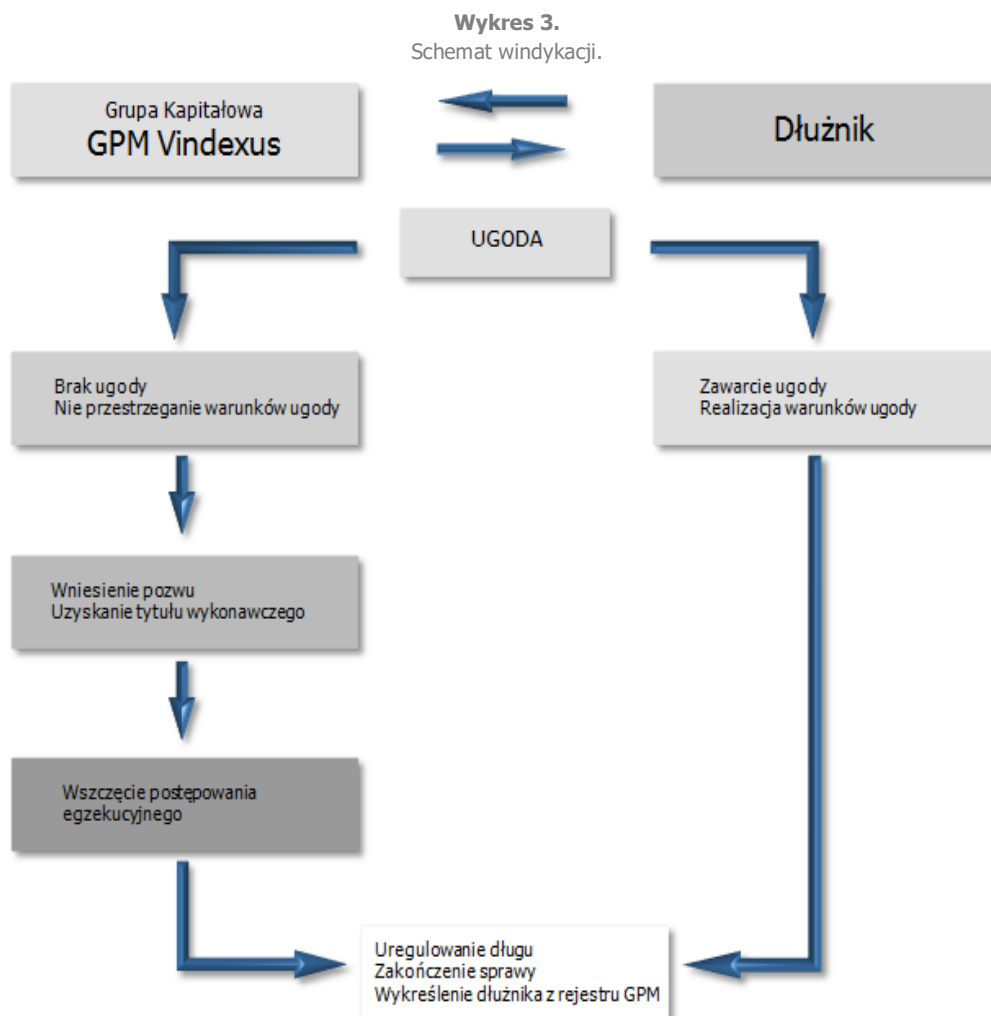 Wykres 3.
Schemat windykacji.
Grupa Kapitałowa
GPM Vindexus
Dłużnik
UGODA
Brak ugody
Nie przestrzeganie warunków ugody
Zawarcie ugody
Realizacja warunków ugody
Wniesienie pozwu
Uzyskanie tytułu wykonawczego
Wszczęcie postępowania
egzekucyjnego
Uregulowanie długu
Zakończenie sprawy
Wykreślenie dłużnika z rejestru GPM